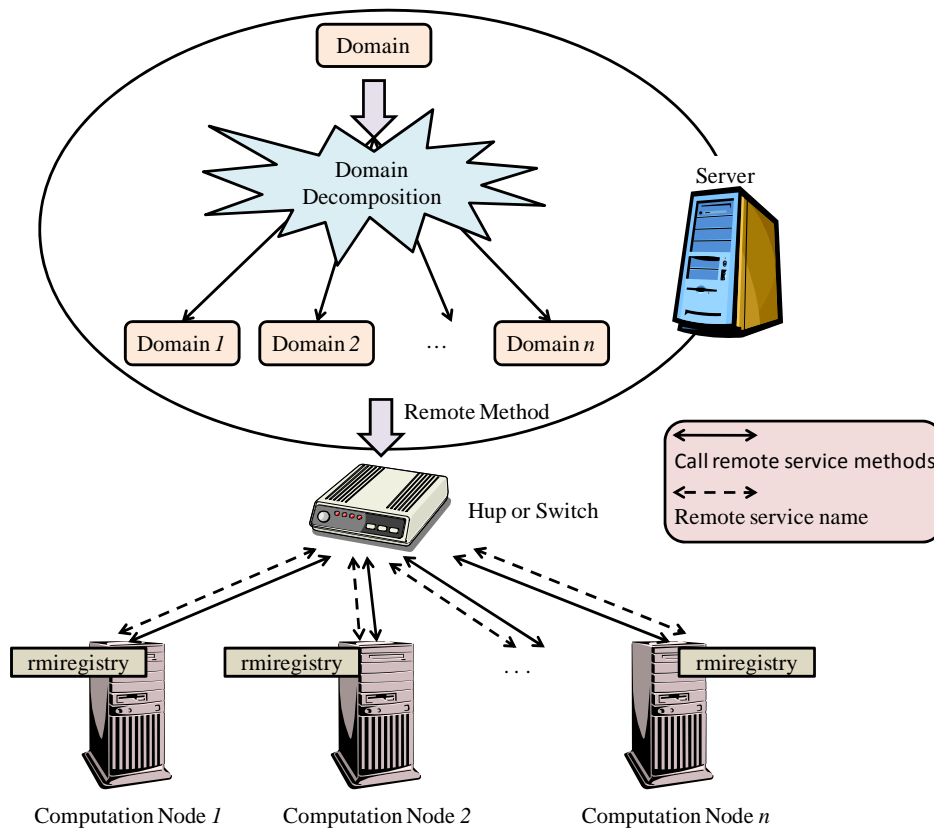 Domain
Domain
Decomposition
Server
Domain 1
Domain 2
...
Domain n
Remote Method
Call remote service methods
Remote service name
Hup or Switch
rmiregistry
rmiregistry
...
rmiregistry
Computation Node 1
Computation Node 2
Computation Node n